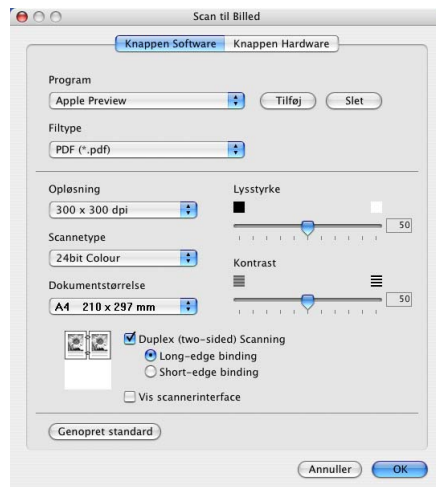 Scan til Billed
Knappen Software Knappen Hardware
Program
Apple Preview Tilføj Slet
Filtype
PDF (*.pdf)
Opløsning
300 x 300 dpi
Scannetype
24bit Colour
Dokumentstørrelse
A4 210 x 297 mm
Lysstyrke
50
Kontrast
50
Duplex (two-sided) Scanning
Long-edge binding
Short-edge binding
Vis scannerinterface
Genopret standard
Annuller OK